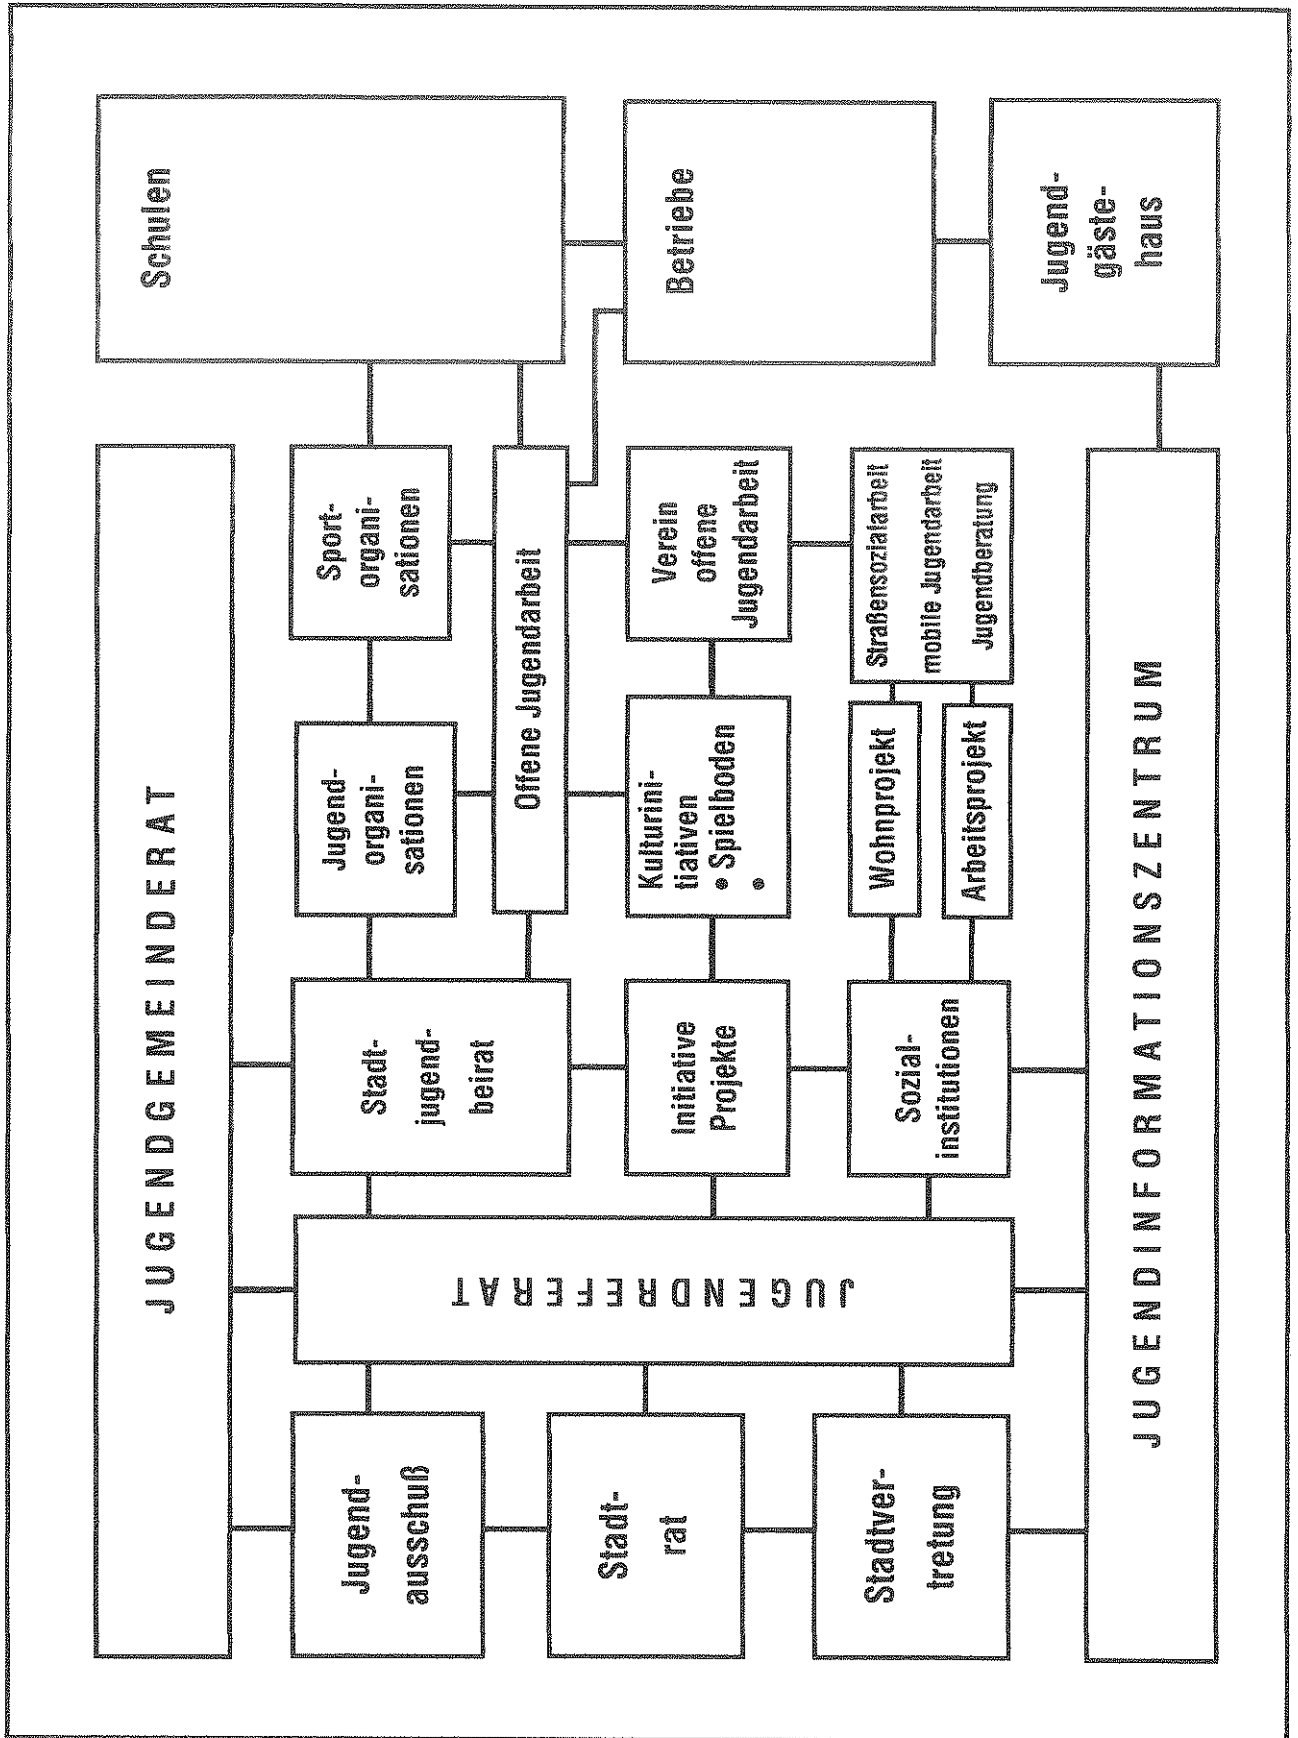 JUGENDGEMEINDERAT
Schulen
Jugend-
ausschuß
JUGENDREFERAT
Stadt-
jugend-
beirat
Jugend-
organi-
sationen
Sport-
organi-
sationen
Offene Jugendarbeit
Stadt-
rat
Initiative
Projekte
Kulturini-
tiativen
• Spielboden
•
Verein
offene
Jugendarbeit
Betriebe
Stadtver-
tretung
Sozial-
institutionen
Wohnprojekt
Arbeitsprojekt
Straßensozialarbeit
mobile Jugendarbeit
Jugendberatung
Jugend-
gäste-
haus
JUGENDINFORMATIONSZENTRUM